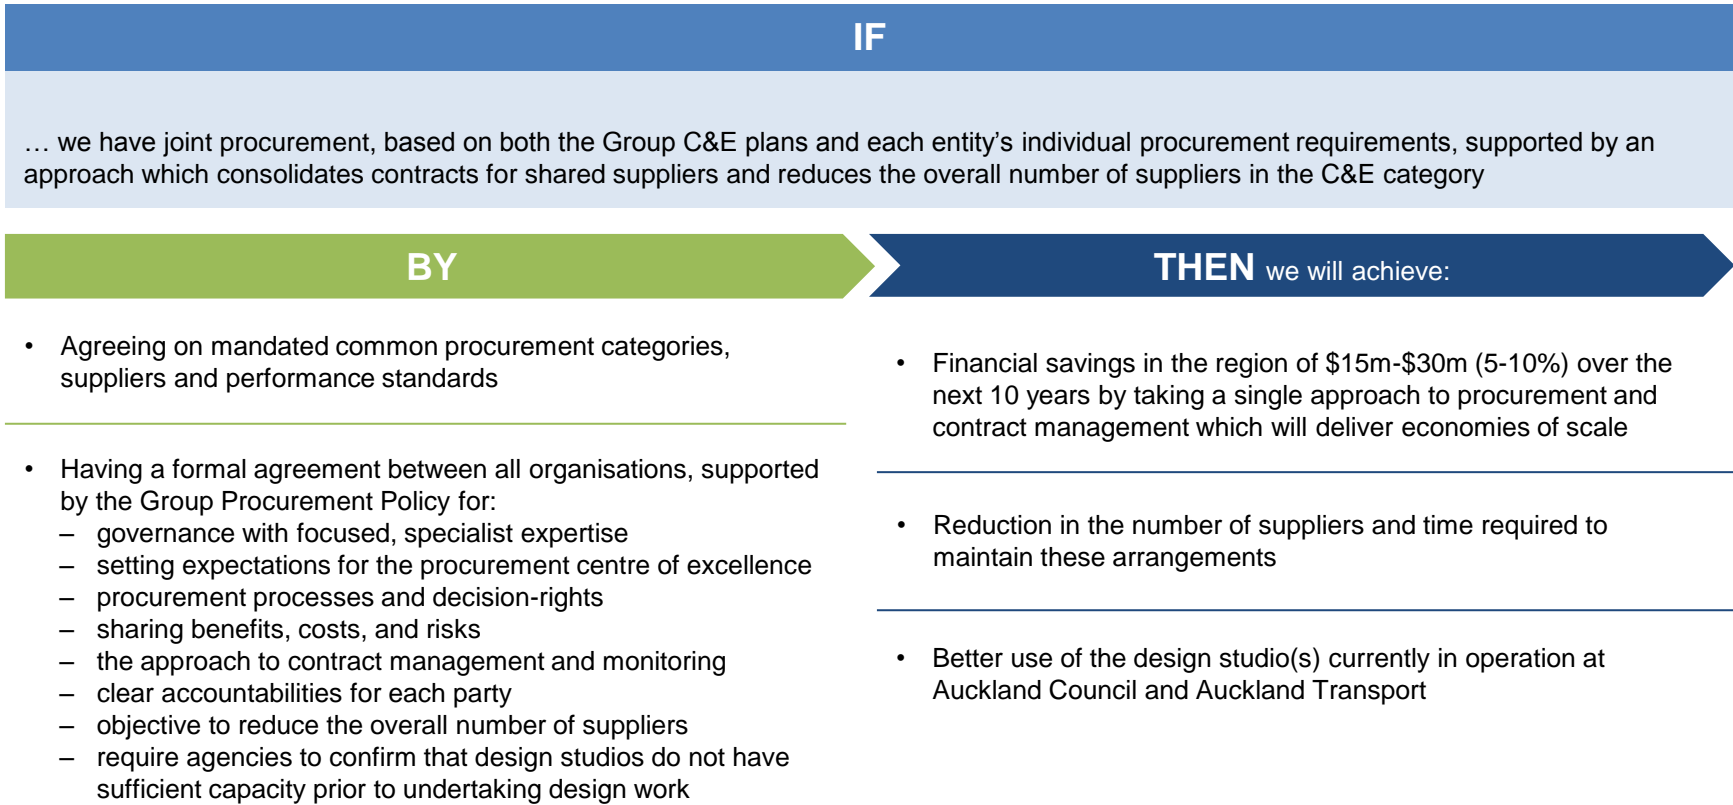 IF
… we have joint procurement, based on both the Group C&E plans and each entity’s individual procurement requirements, supported by an
approach which consolidates contracts for shared suppliers and reduces the overall number of suppliers in the C&E category
BY
• Agreeing on mandated common procurement categories,
suppliers and performance standards
• Having a formal agreement between all organisations, supported
by the Group Procurement Policy for:
– governance with focused, specialist expertise
– setting expectations for the procurement centre of excellence
– procurement processes and decision-rights
– sharing benefits, costs, and risks
– the approach to contract management and monitoring
– clear accountabilities for each party
– objective to reduce the overall number of suppliers
– require agencies to confirm that design studios do not have
sufficient capacity prior to undertaking design work
THEN we will achieve:
• Financial savings in the region of $15m-$30m (5-10%) over the
next 10 years by taking a single approach to procurement and
contract management which will deliver economies of scale
• Reduction in the number of suppliers and time required to
maintain these arrangements
• Better use of the design studio(s) currently in operation at
Auckland Council and Auckland Transport